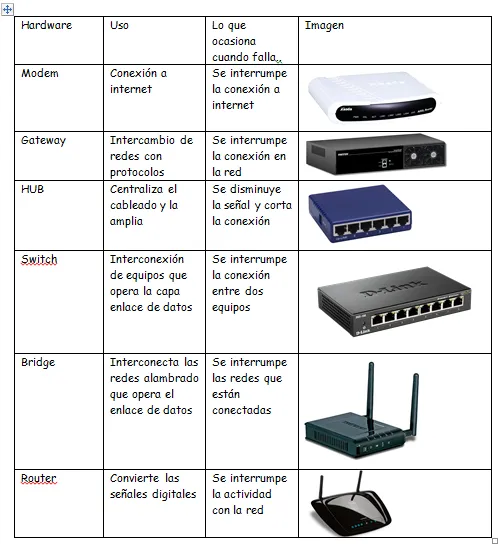 Hardware
Uso
Lo que
ocasiona
cuando falla..
Imagen
Modem
Conexión a
internet
Se interrumpe
la conexión a
internet
Gateway
Intercambio de
redes con
protocolos
Se interrumpe
la conexión en
la red
HUB
Centraliza el
cableado y la
amplia
Se disminuye
la señal y corta
la conexión
Switch
Interconexión
de equipos que
opera la capa
enlace de datos
Se interrumpe
la conexión
entre dos
equipos
D-Link
D-Link
Bridge
Interconecta las
redes alambrado
que opera el
enlace de datos
Se interrumpe
las redes que
están
conectadas
Router
Convierte las
señales digitales
Se interrumpe
la actividad
con la red